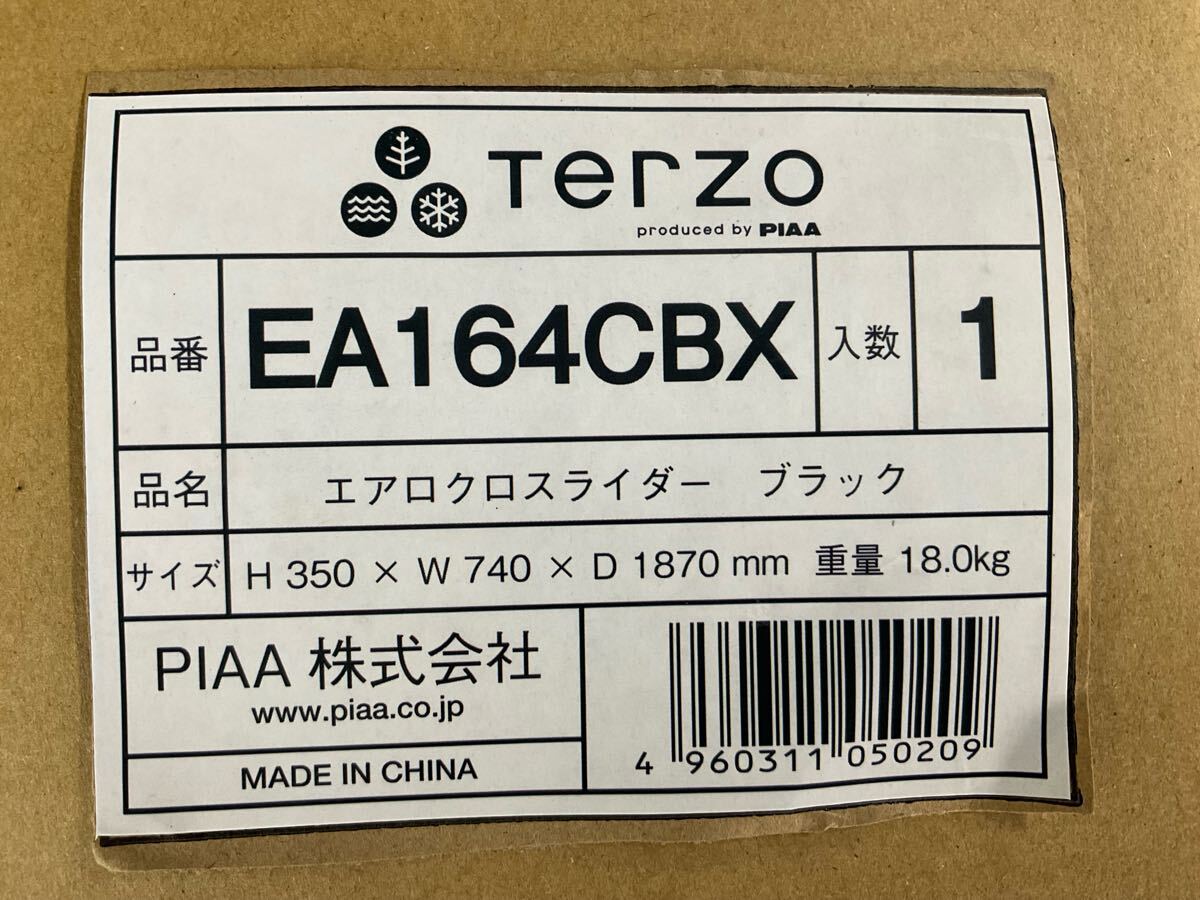 Terzo
produced by PIAA
品番 EA164CBX 入数 1
品名 エアロクロスライダー ブラック
サイズ H 350 × W 740 × D 1870 mm 重量 18.0kg
PIAA 株式会社
www.piaa.co.jp
MADE IN CHINA
4 960311 050209